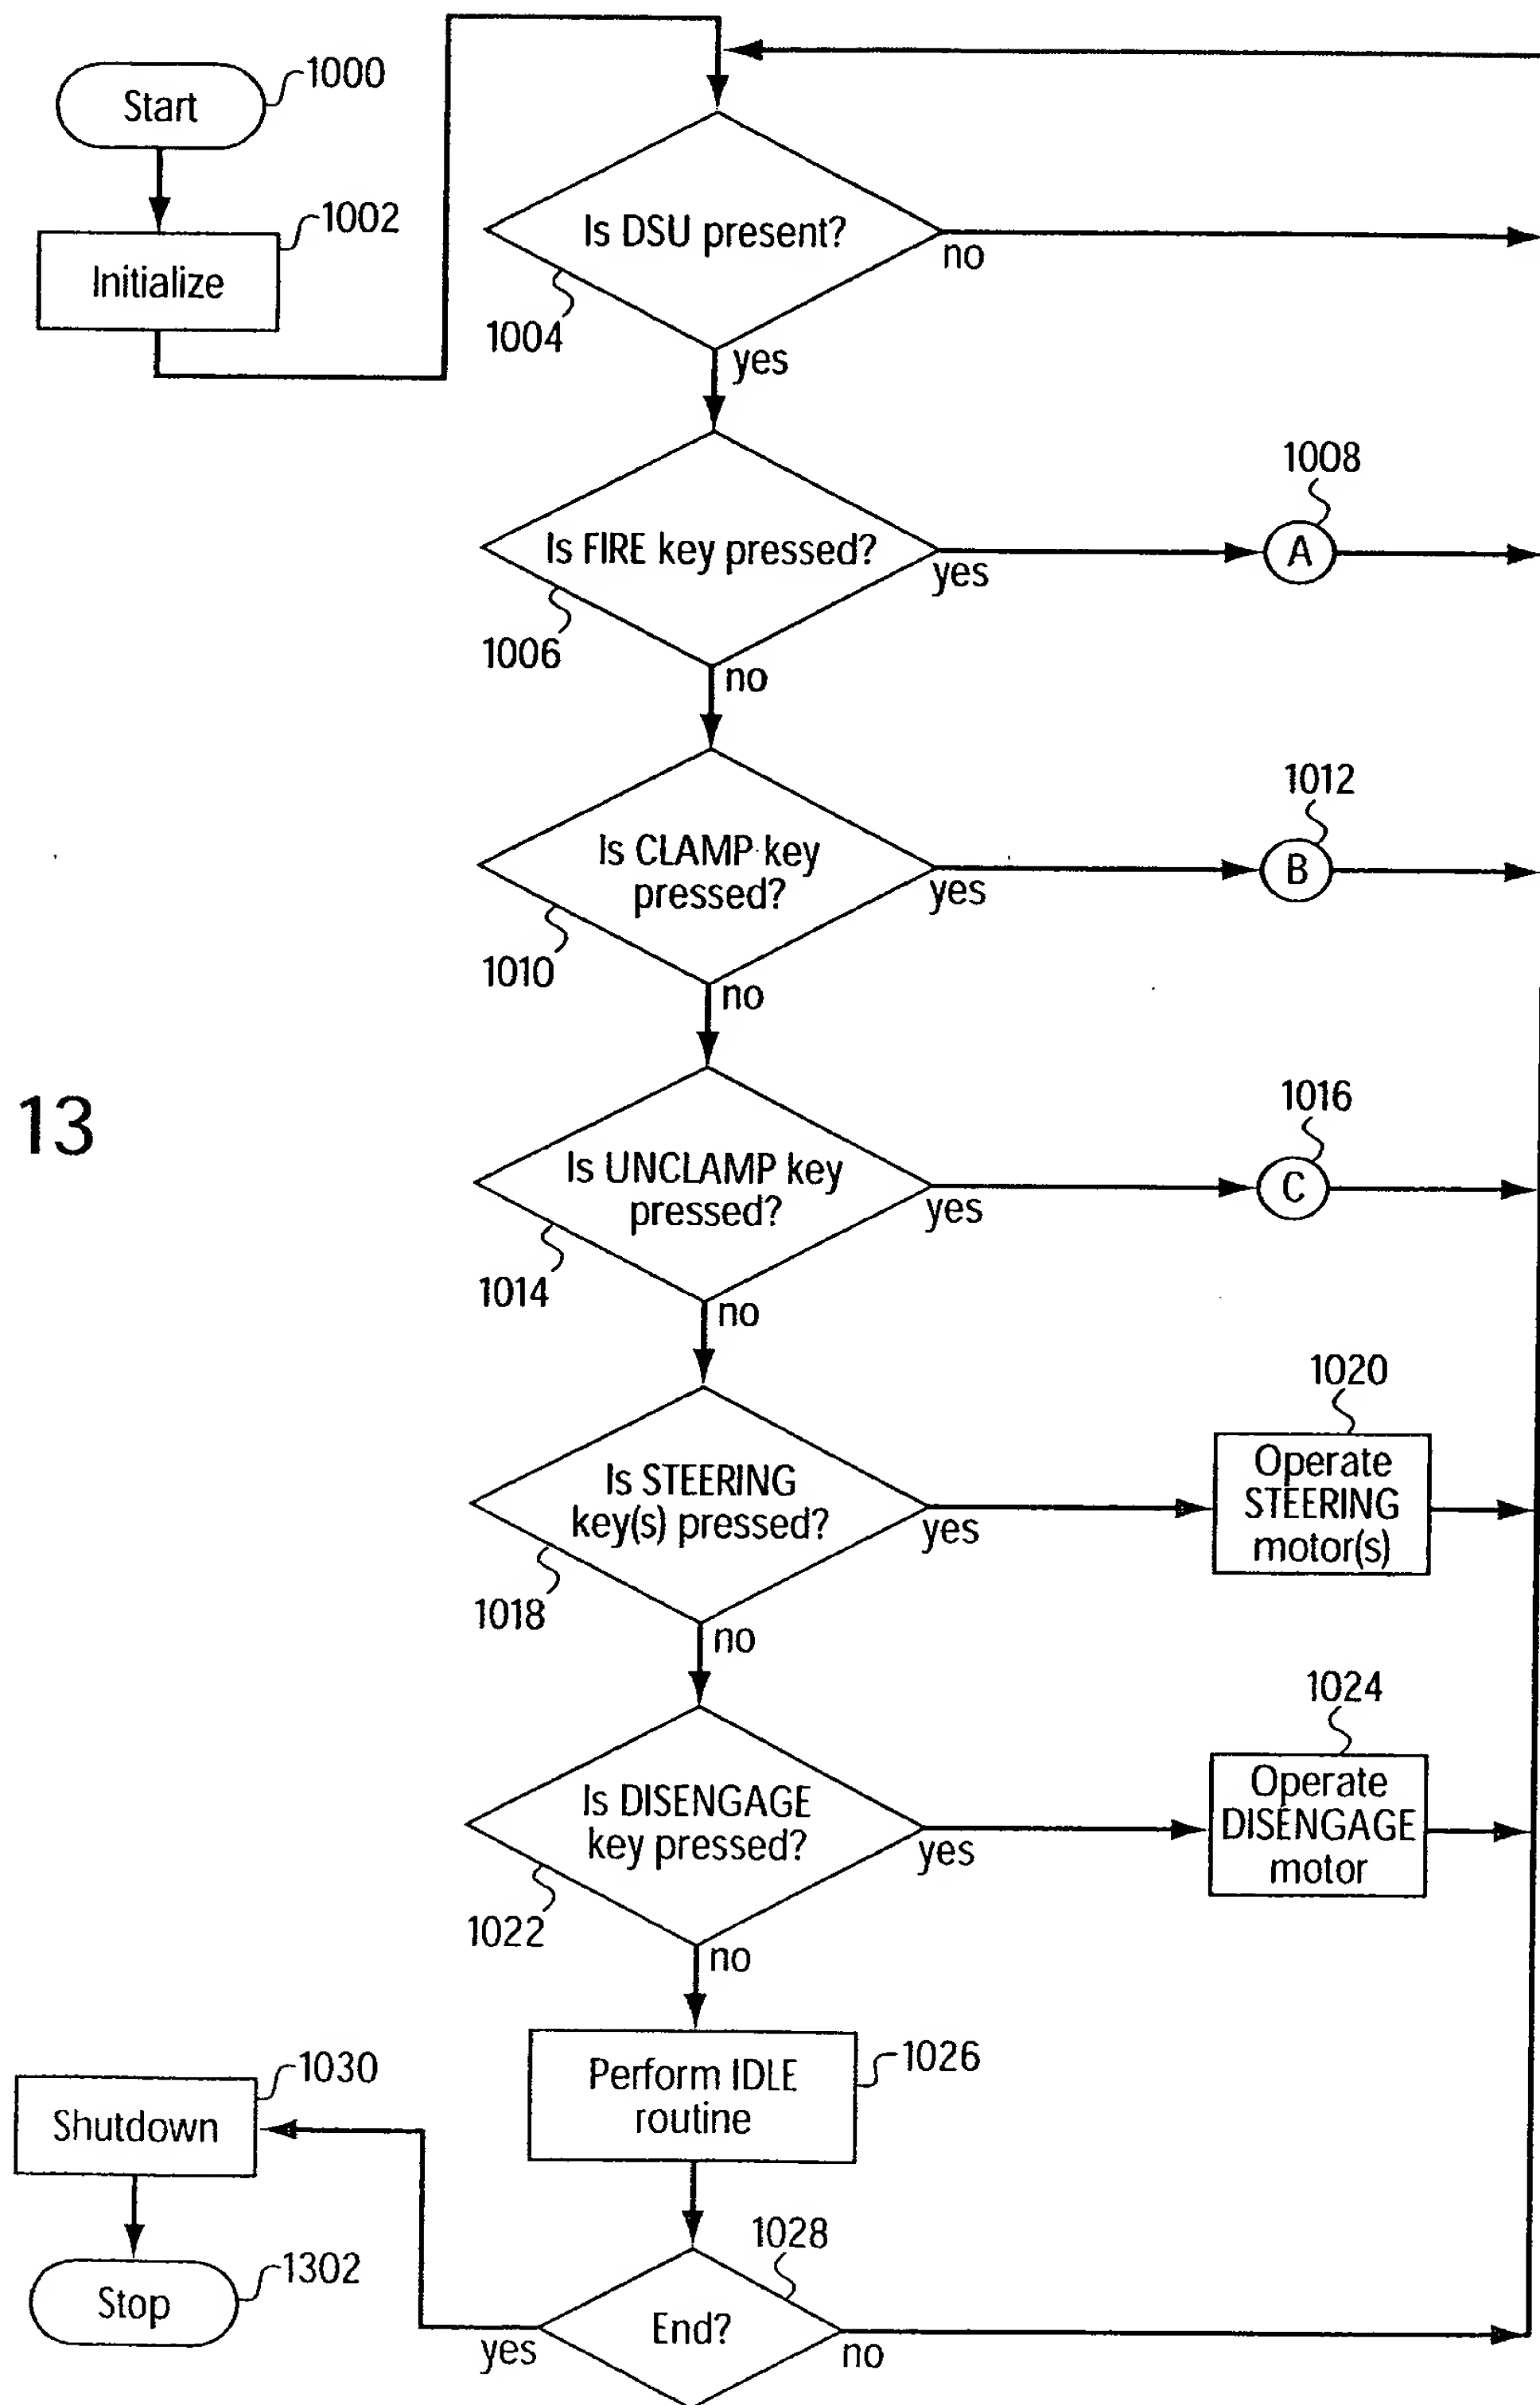 1000
Start
1002
Initialize
Is DSU present?
no
1004
yes
1008
Is FIRE key pressed?
A
yes
1006
no
1012
Is CLAMP key
pressed?
B
yes
1010
no
13
1016
Is UNCLAMP key
pressed?
C
yes
1014
no
1020
Is STEERING
key(s) pressed?
Operate
STEERING
motor(s)
yes
1018
no
1024
Is DISENGAGE
key pressed?
Operate
DISENGAGE
motor
yes
1022
no
Perform IDLE
routine
1026
1030
Shutdown
1028
1302
Stop
End?
yes
no